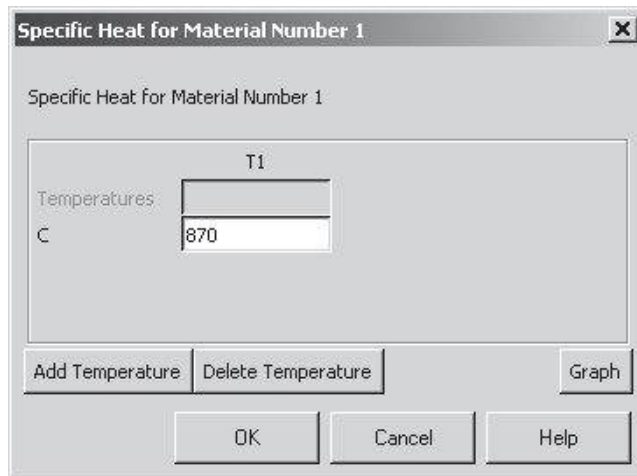 Specific Heat for Material Number 1
Specific Heat for Material Number 1
T1
Temperatures
C 870
Add Temperature Delete Temperature Graph
OK Cancel Help